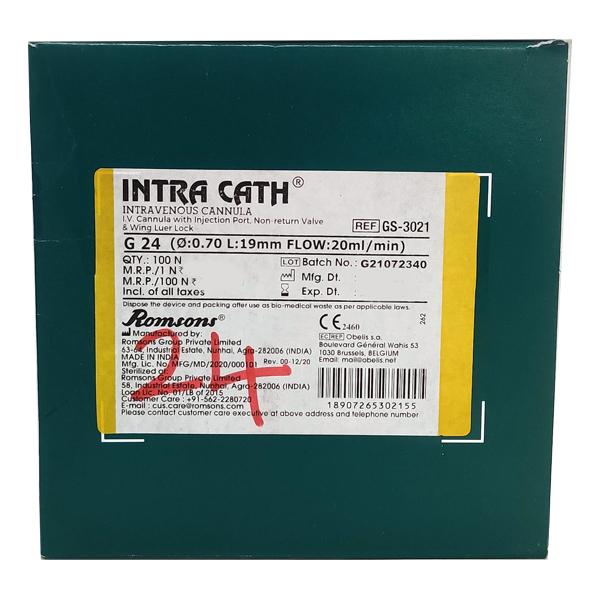 INTRA CATH®
INTRAVENOUS CANNULA
I.V. Cannula with Injection Port, Non-return Valve
& Wing Luer Lock
REF GS-3021
G 24 (Ø:0.70 L:19mm FLOW:20ml/min)
QTY.: 100 N
M.R.P./1 N₹
M.R.P./100 N₹
Incl. of all taxes
LOT Batch No. : G21072340
Mfg. Dt. :
Exp. Dt. :
Dispose the device and packing after use as bio-medical waste as per applicable laws.
Romsons®
Manufactured by:
Romsons Group Private Limited
63-64 Industrial Estate, Nunhai, Agra-282006 (INDIA)
MADE IN INDIA
Mfg. Lic. No. MFG/MD/2020/000101 Rev. 00-12/20
Sterilized at
Romsons Group Private Limited
58, Industrial Estate, Nunhai, Agra-282006 (INDIA)
Loan Lic. No. 01/LB of 2015
Customer Care : +91-562-2280720
E-mail : cus.care@romsons.com
Please contact customer care executive at above address and telephone number
CE 2460
EC REP Obelis s.a.
Boulevard Général Wahis 53
1030 Brussels, BELGIUM
Email: mail@obelis.net
262
18907265302155
24